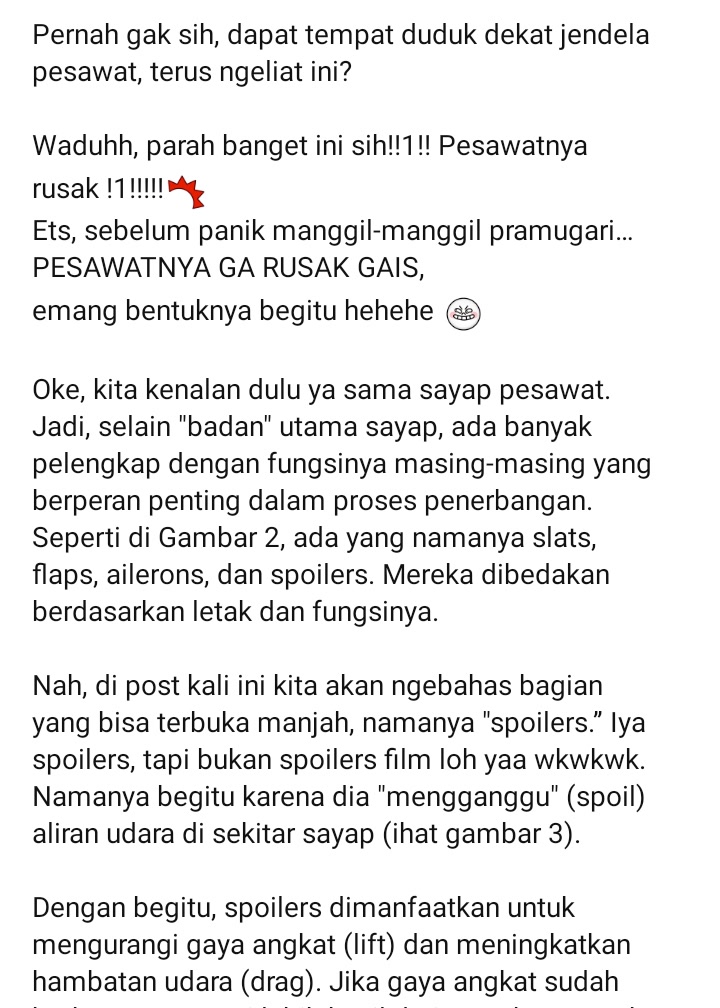 Pernah gak sih, dapat tempat duduk dekat jendela
pesawat, terus ngeliat ini?
Waduhh, parah banget ini sih!!1!! Pesawatnya
rusak !1!!!!!
Ets, sebelum panik manggil-manggil pramugari...
PESAWATNYA GA RUSAK GAIS,
emang bentuknya begitu hehehe
Oke, kita kenalan dulu ya sama sayap pesawat.
Jadi, selain "badan" utama sayap, ada banyak
pelengkap dengan fungsinya masing-masing yang
berperan penting dalam proses penerbangan.
Seperti di Gambar 2, ada yang namanya slats,
flaps, ailerons, dan spoilers. Mereka dibedakan
berdasarkan letak dan fungsinya.
Nah, di post kali ini kita akan ngebahas bagian
yang bisa terbuka manjah, namanya "spoilers.” Iya
spoilers, tapi bukan spoilers film loh yaa wkwkwk.
Namanya begitu karena dia "mengganggu" (spoil)
aliran udara di sekitar sayap (ihat gambar 3).
Dengan begitu, spoilers dimanfaatkan untuk
mengurangi gaya angkat (lift) dan meningkatkan
hambatan udara (drag). Jika gaya angkat sudah